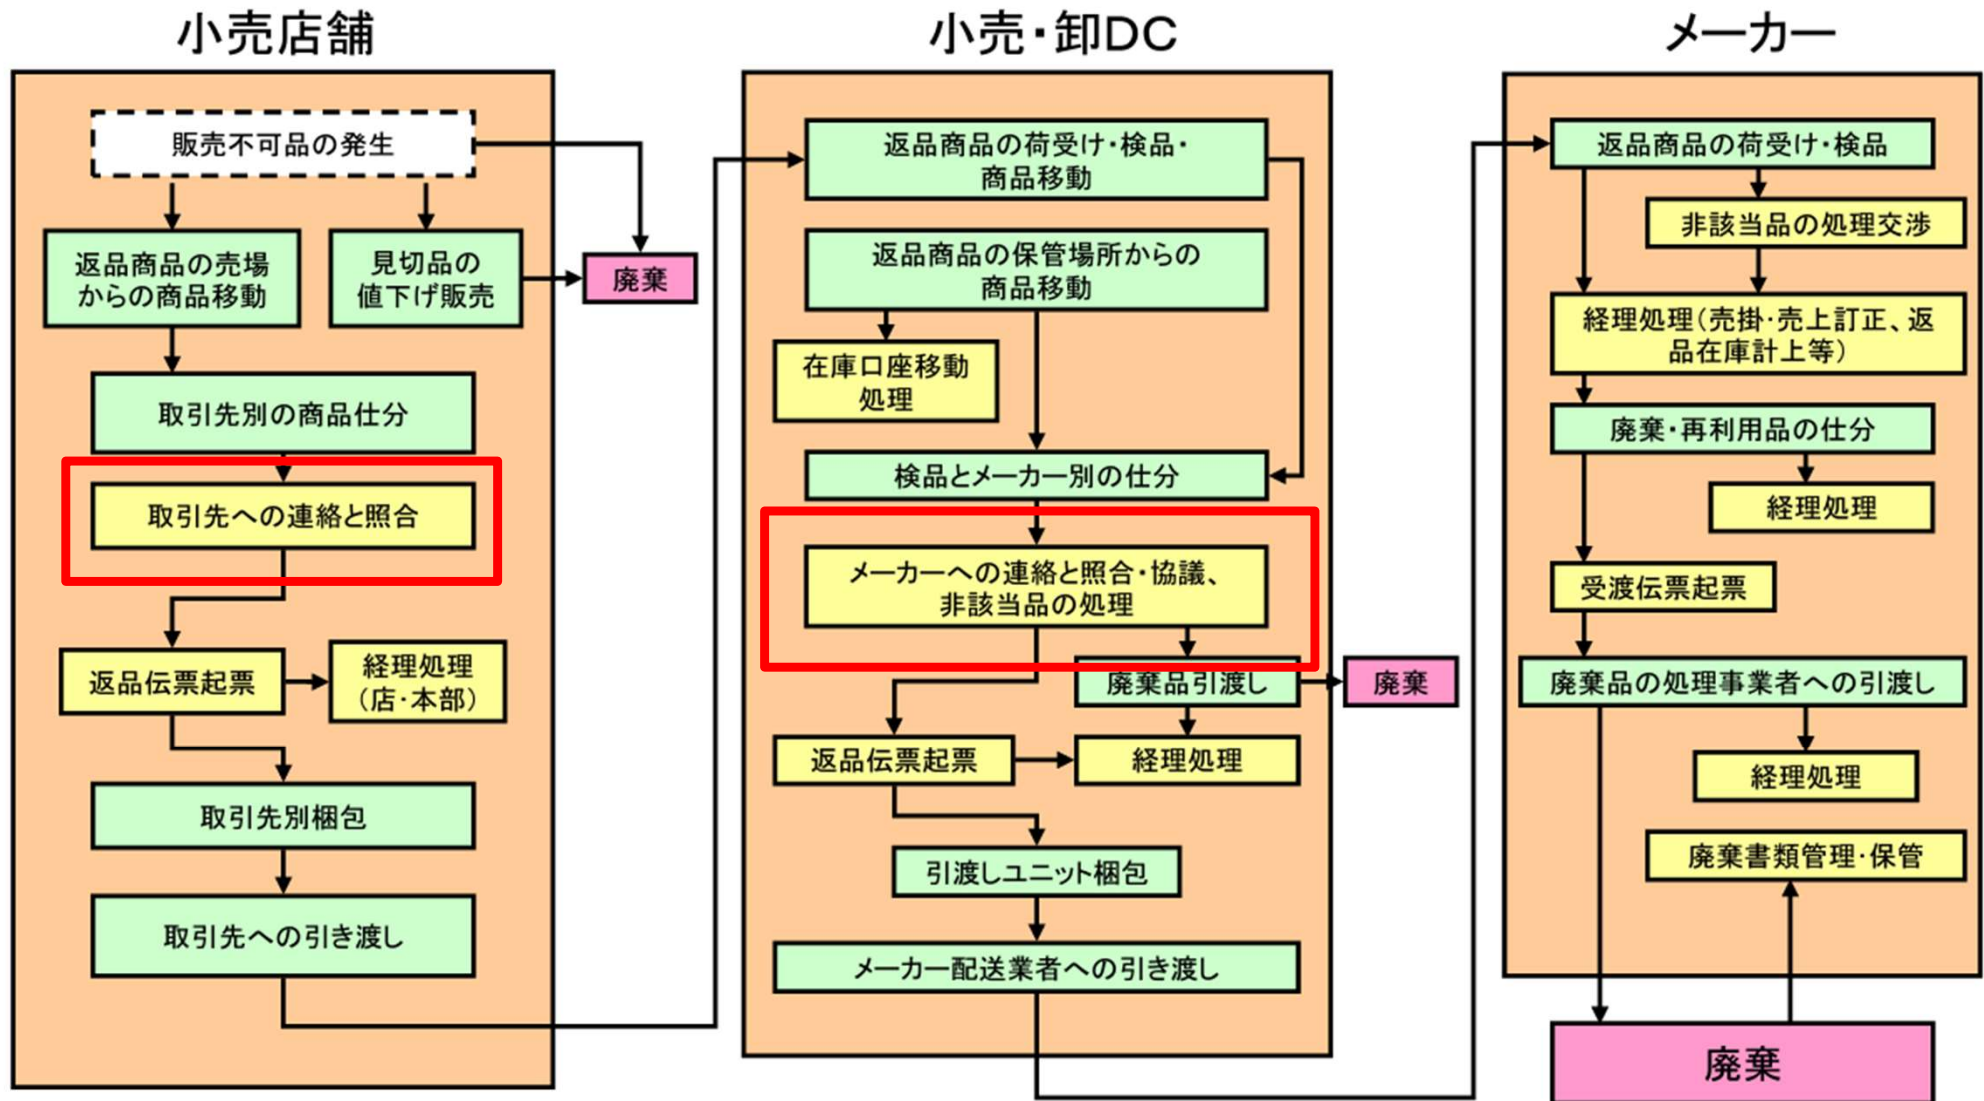 小売店舗
販売不可品の発生
返品商品の売場
からの商品移動
見切品の
値下げ販売
廃棄
取引先別の商品仕分
取引先への連絡と照合
返品伝票起票
経理処理
（店・本部）
取引先別梱包
取引先への引き渡し
小売・卸DC
返品商品の荷受け・検品・
商品移動
返品商品の保管場所からの
商品移動
在庫口座移動
処理
検品とメーカー別の仕分
メーカーへの連絡と照合・協議、
非該当品の処理
廃棄品引渡し
廃棄
返品伝票起票
経理処理
引渡しユニット梱包
メーカー配送業者への引き渡し
メーカー
返品商品の荷受け・検品
非該当品の処理交渉
経理処理（売掛・売上訂正、返
品在庫計上等）
廃棄・再利用品の仕分
経理処理
受渡伝票起票
廃棄品の処理事業者への引渡し
経理処理
廃棄書類管理・保管
廃棄